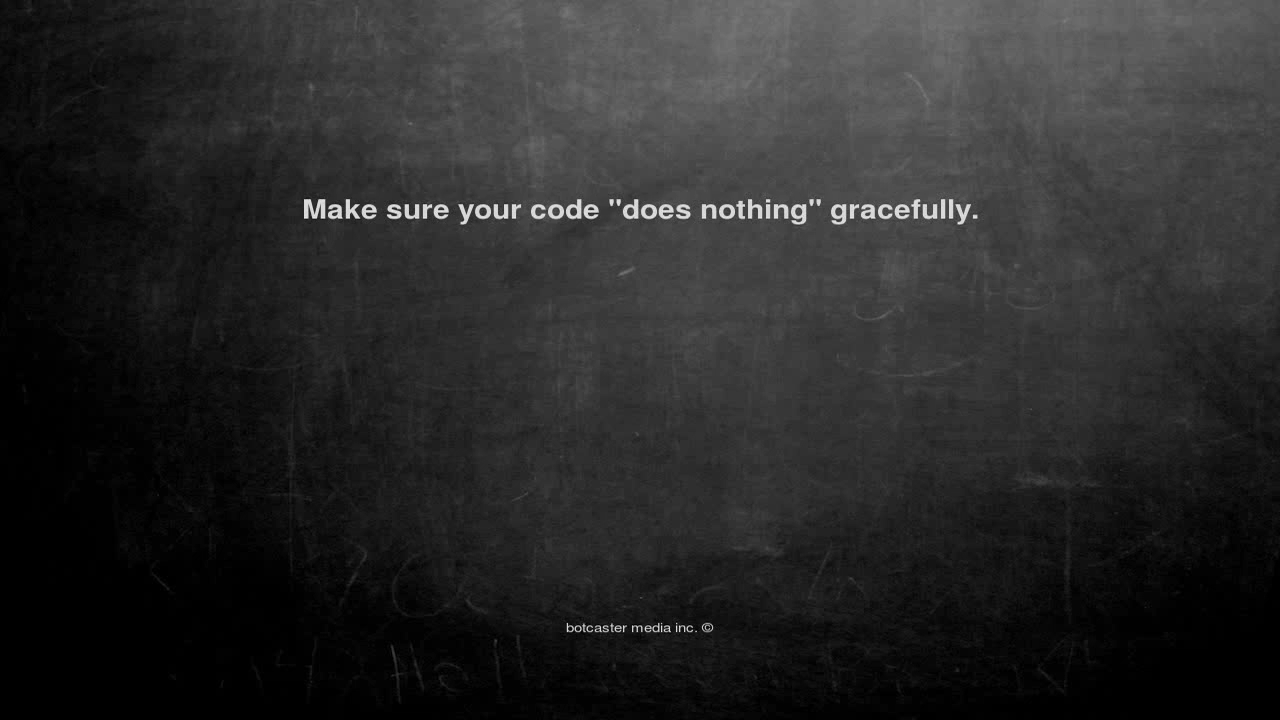 Make sure your code "does nothing" gracefully.
botcaster media inc. ©